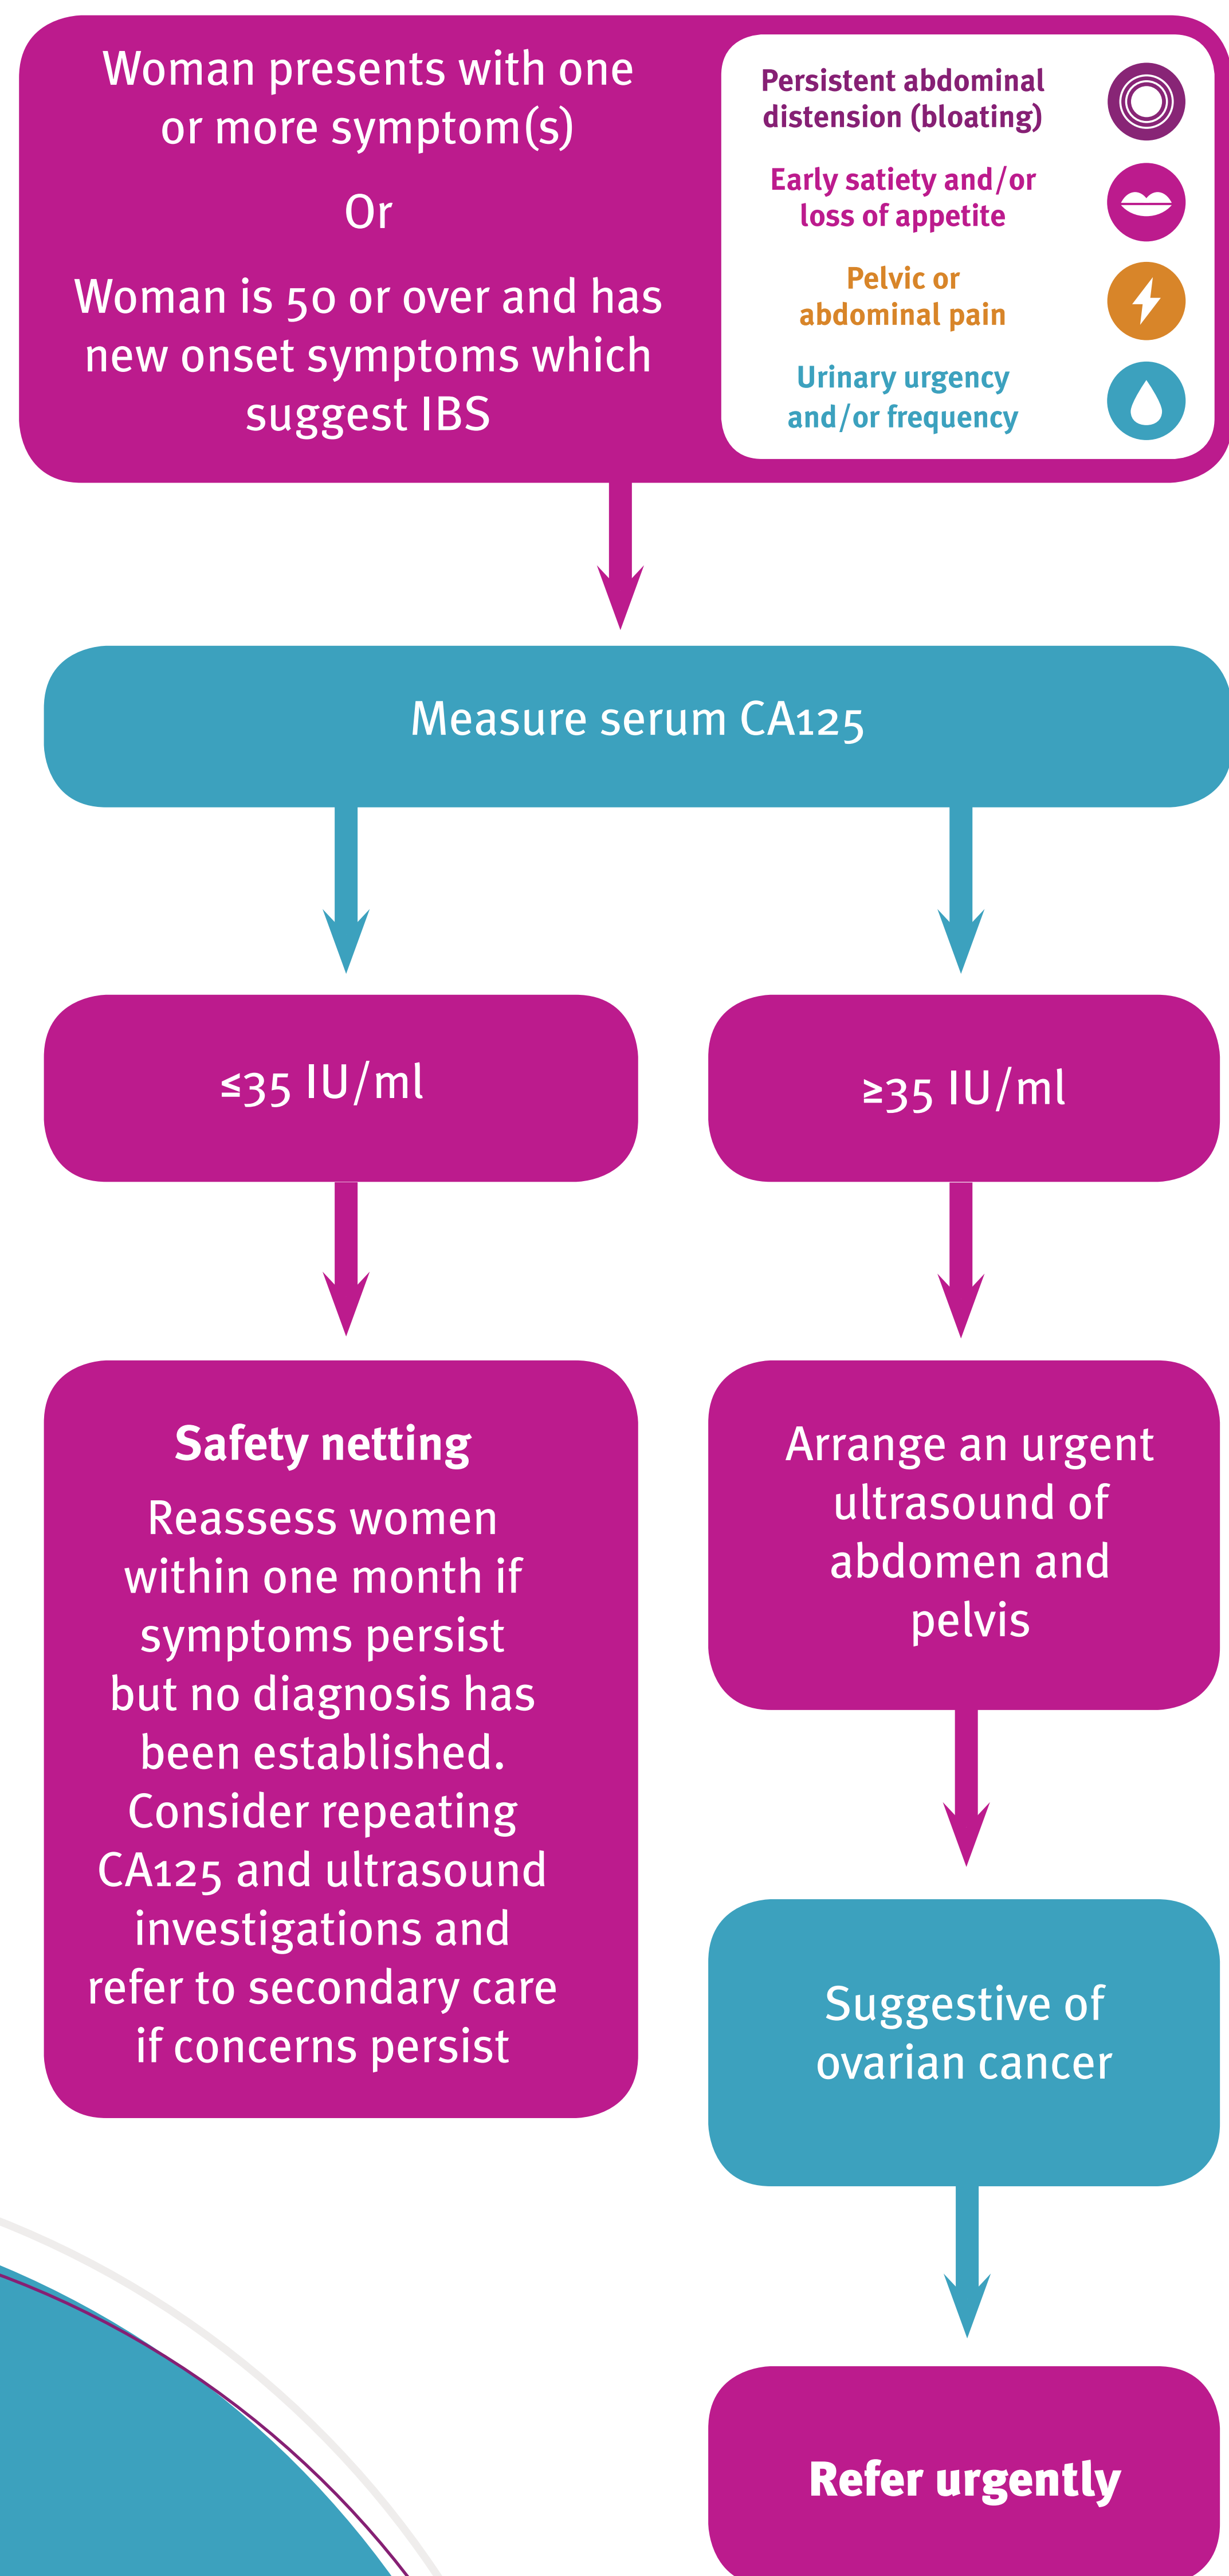 Woman presents with one
or more symptom(s)
Or
Woman is 50 or over and has
new onset symptoms which
suggest IBS
Persistent abdominal
distension (bloating)
Early satiety and/or
loss of appetite
Pelvic or
abdominal pain
Urinary urgency
and/or frequency
Measure serum CA125
≤35 IU/ml
≥35 IU/ml
Safety netting
Reassess women
within one month if
symptoms persist
but no diagnosis has
been established.
Consider repeating
CA125 and ultrasound
investigations and
refer to secondary care
if concerns persist
Arrange an urgent
ultrasound of
abdomen and
pelvis
Suggestive of
ovarian cancer
Refer urgently